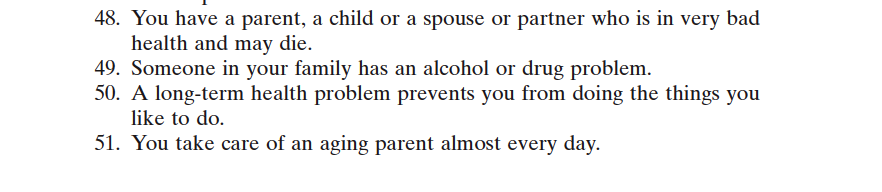 48. You have a parent, a child or a spouse or partner who is in very bad
health and may die.
49. Someone in your family has an alcohol or drug problem.
50. A long-term health problem prevents you from doing the things you
like to do.
51. You take care of an aging parent almost every day.